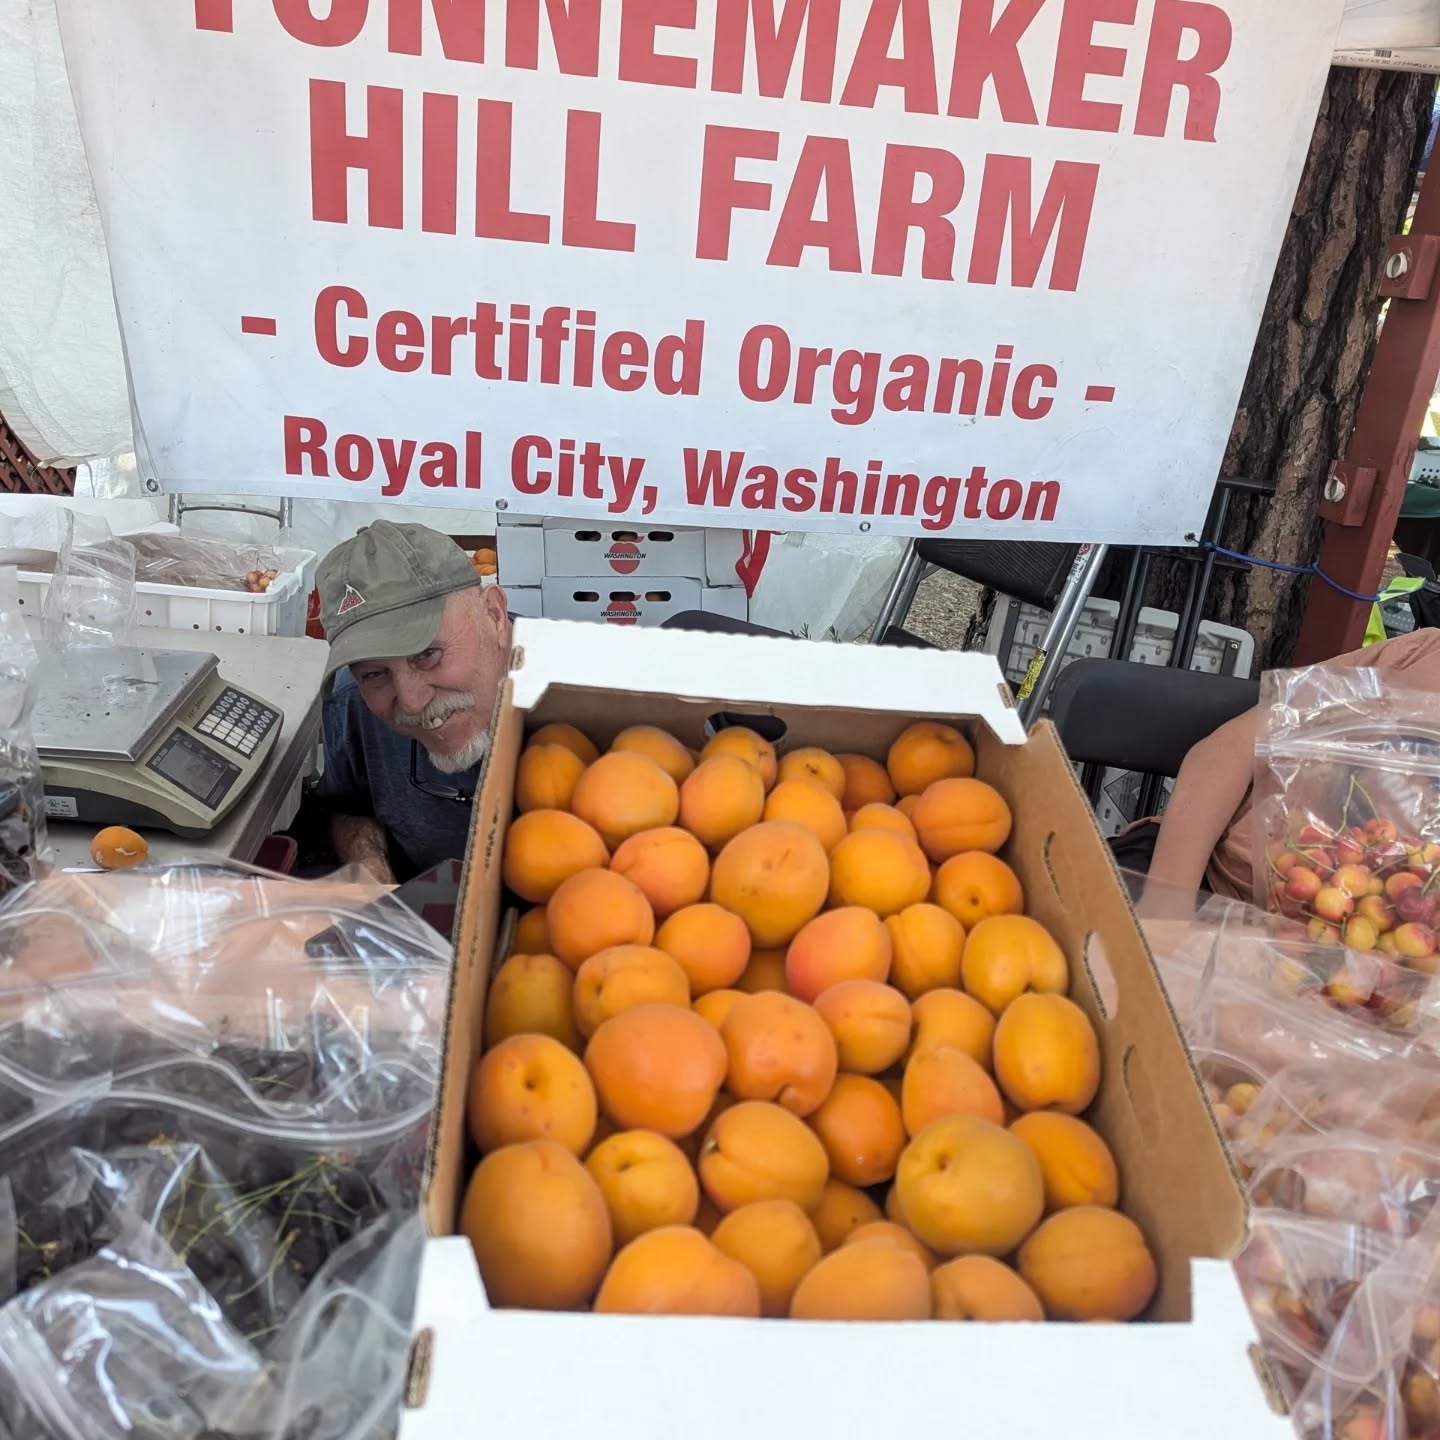 TONNEMAKER
HILL FARM
- Certified Organic -
Royal City, Washington
WASHINGTON
WASHINGTON